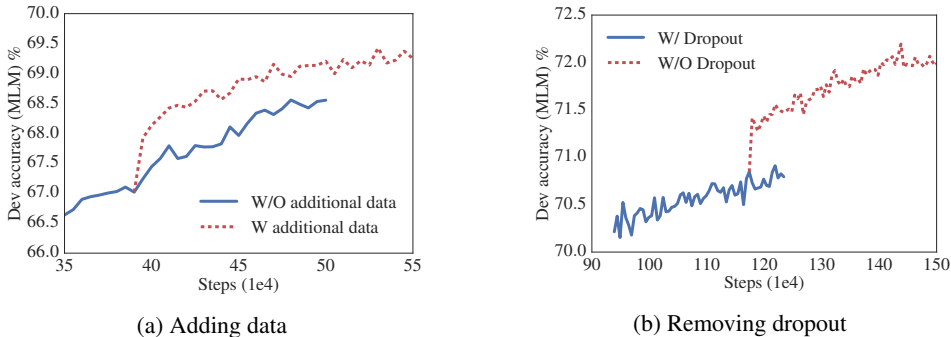 70.0
69.5
69.0
68.5
68.0
67.5
67.0
66.5
66.0
Dev accuracy (MLM) %
W/O additional data
W additional data
35 40 45 50 55
Steps (1e4)
(a) Adding data
72.5
72.0
71.5
71.0
70.5
70.0
Dev accuracy (MLM) %
W/ Dropout
W/O Dropout
90 100 110 120 130 140 150
Steps (1e4)
(b) Removing dropout